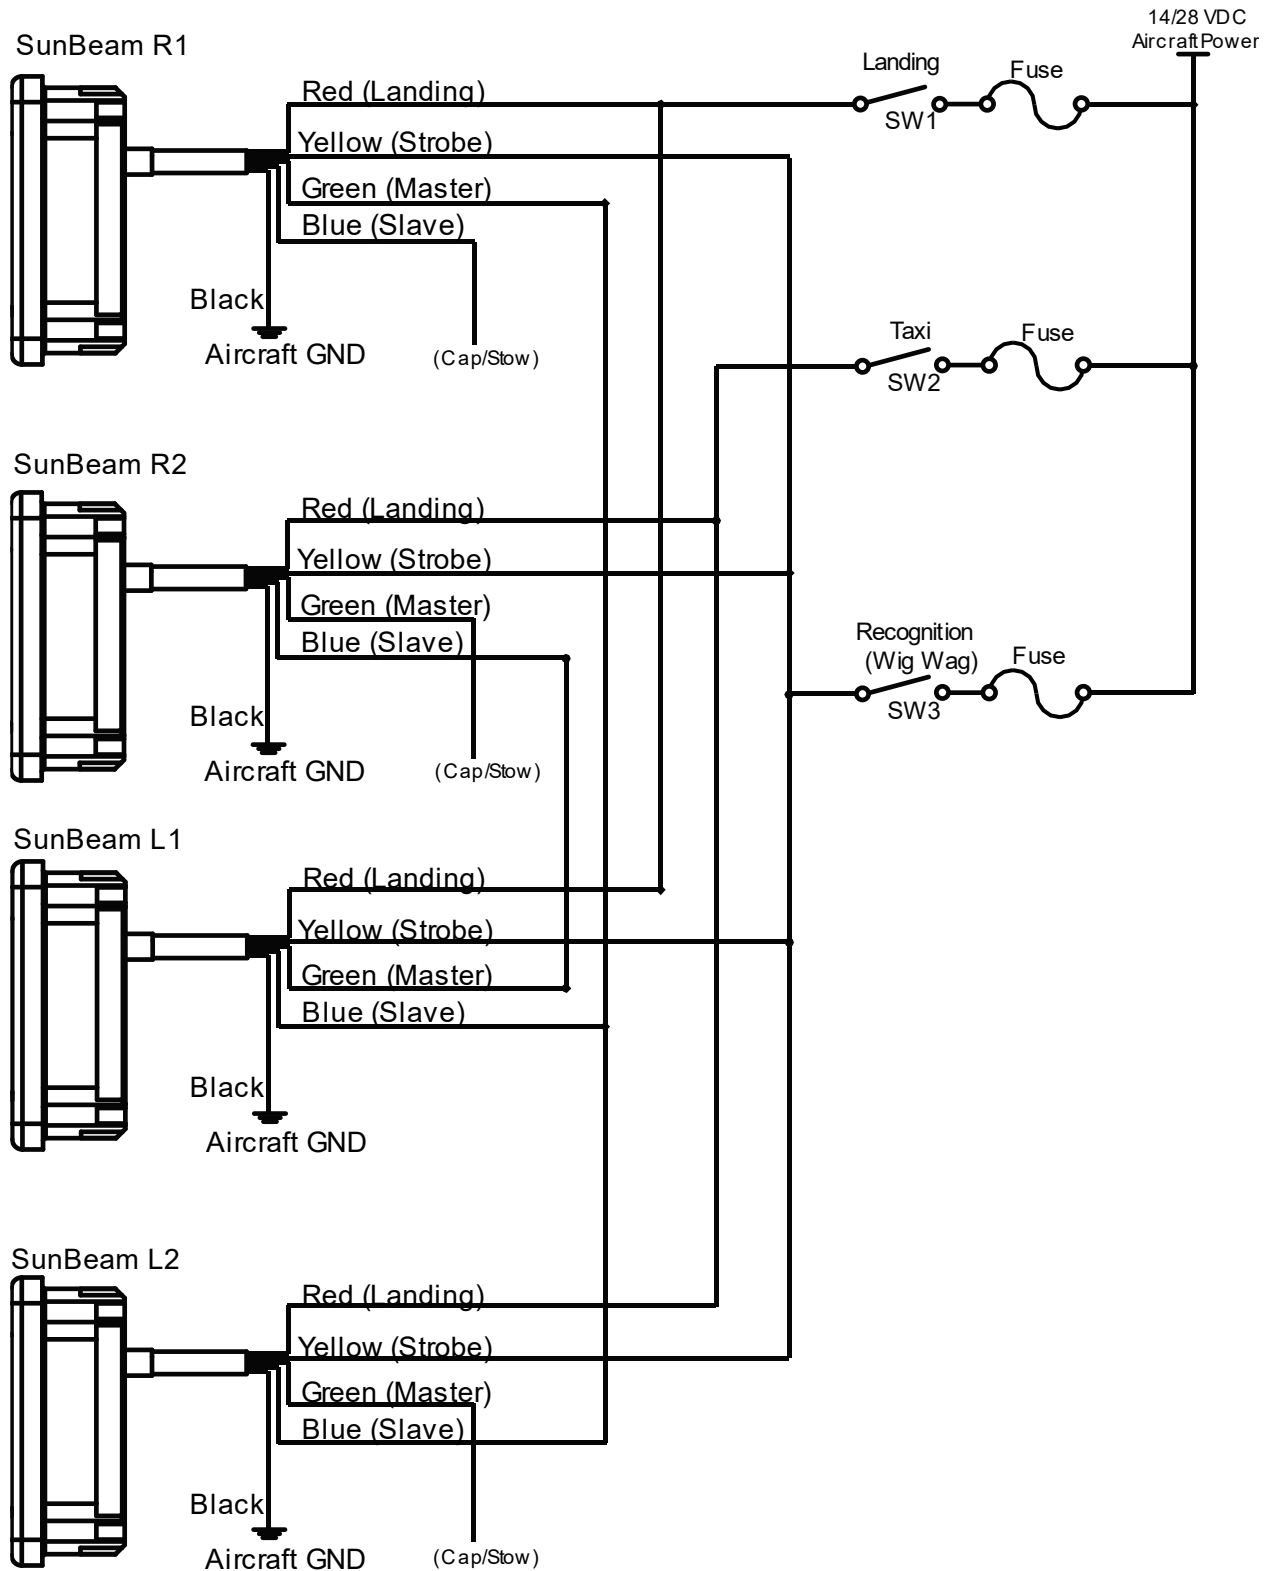 14/28 VDC
Aircraft Power
SunBeam R1
Landing
Fuse
SW1
Red (Landing)
Yellow (Strobe)
Green (Master)
Blue (Slave)
Black
Aircraft GND
(Cap/Stow)
Taxi
Fuse
SW2
SunBeam R2
Red (Landing)
Yellow (Strobe)
Green (Master)
Blue (Slave)
Black
Aircraft GND
(Cap/Stow)
Recognition
(Wig Wag)
Fuse
SW3
SunBeam L1
Red (Landing)
Yellow (Strobe)
Green (Master)
Blue (Slave)
Black
Aircraft GND
SunBeam L2
Red (Landing)
Yellow (Strobe)
Green (Master)
Blue (Slave)
Black
Aircraft GND
(Cap/Stow)